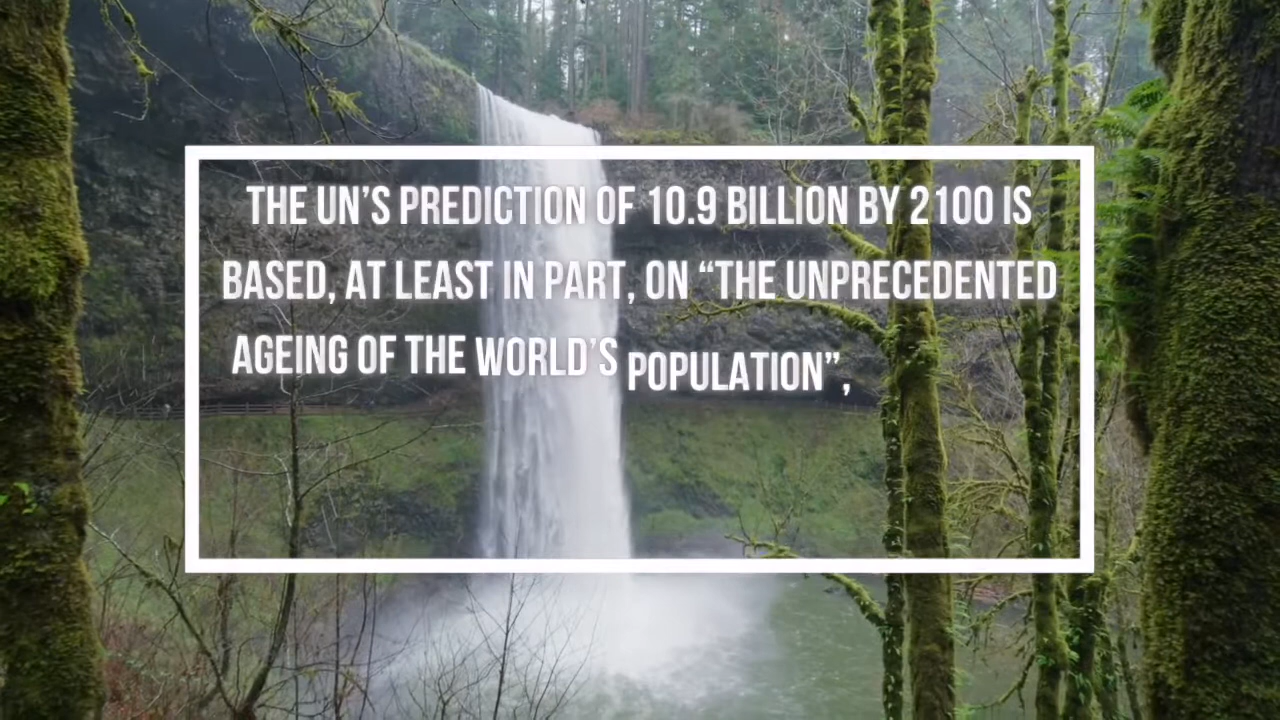 THE UN’S PREDICTION OF 10.9 BILLION BY 2100 IS
BASED, AT LEAST IN PART, ON “THE UNPRECEDENTED
AGEING OF THE WORLD’S POPULATION”,